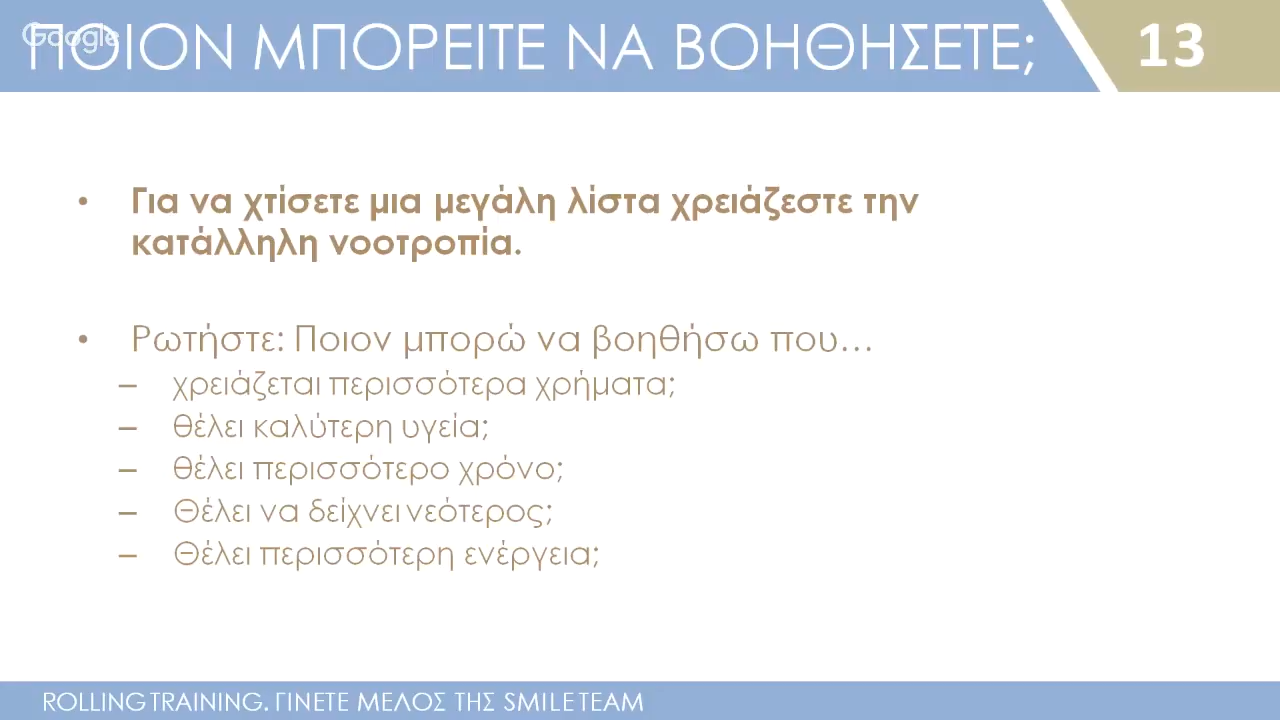 Google
ΠΟΙΟΝ ΜΠΟΡΕΙΤΕ ΝΑ ΒΟΗΘΗΣΕΤΕ;
13
• Για να χτίσετε μια μεγάλη λίστα χρειάζεστε την
κατάλληλη νοοτροπία.
• Ρωτήστε: Ποιον μπορώ να βοηθήσω που…
– χρειάζεται περισσότερα χρήματα;
– θέλει καλύτερη υγεία;
– θέλει περισσότερο χρόνο;
– Θέλει να δείχνει νεότερος;
– Θέλει περισσότερη ενέργεια;
ROLLING TRAINING. ΓΙΝΕΤΕ ΜΕΛΟΣ ΤΗΣ SMILE TEAM